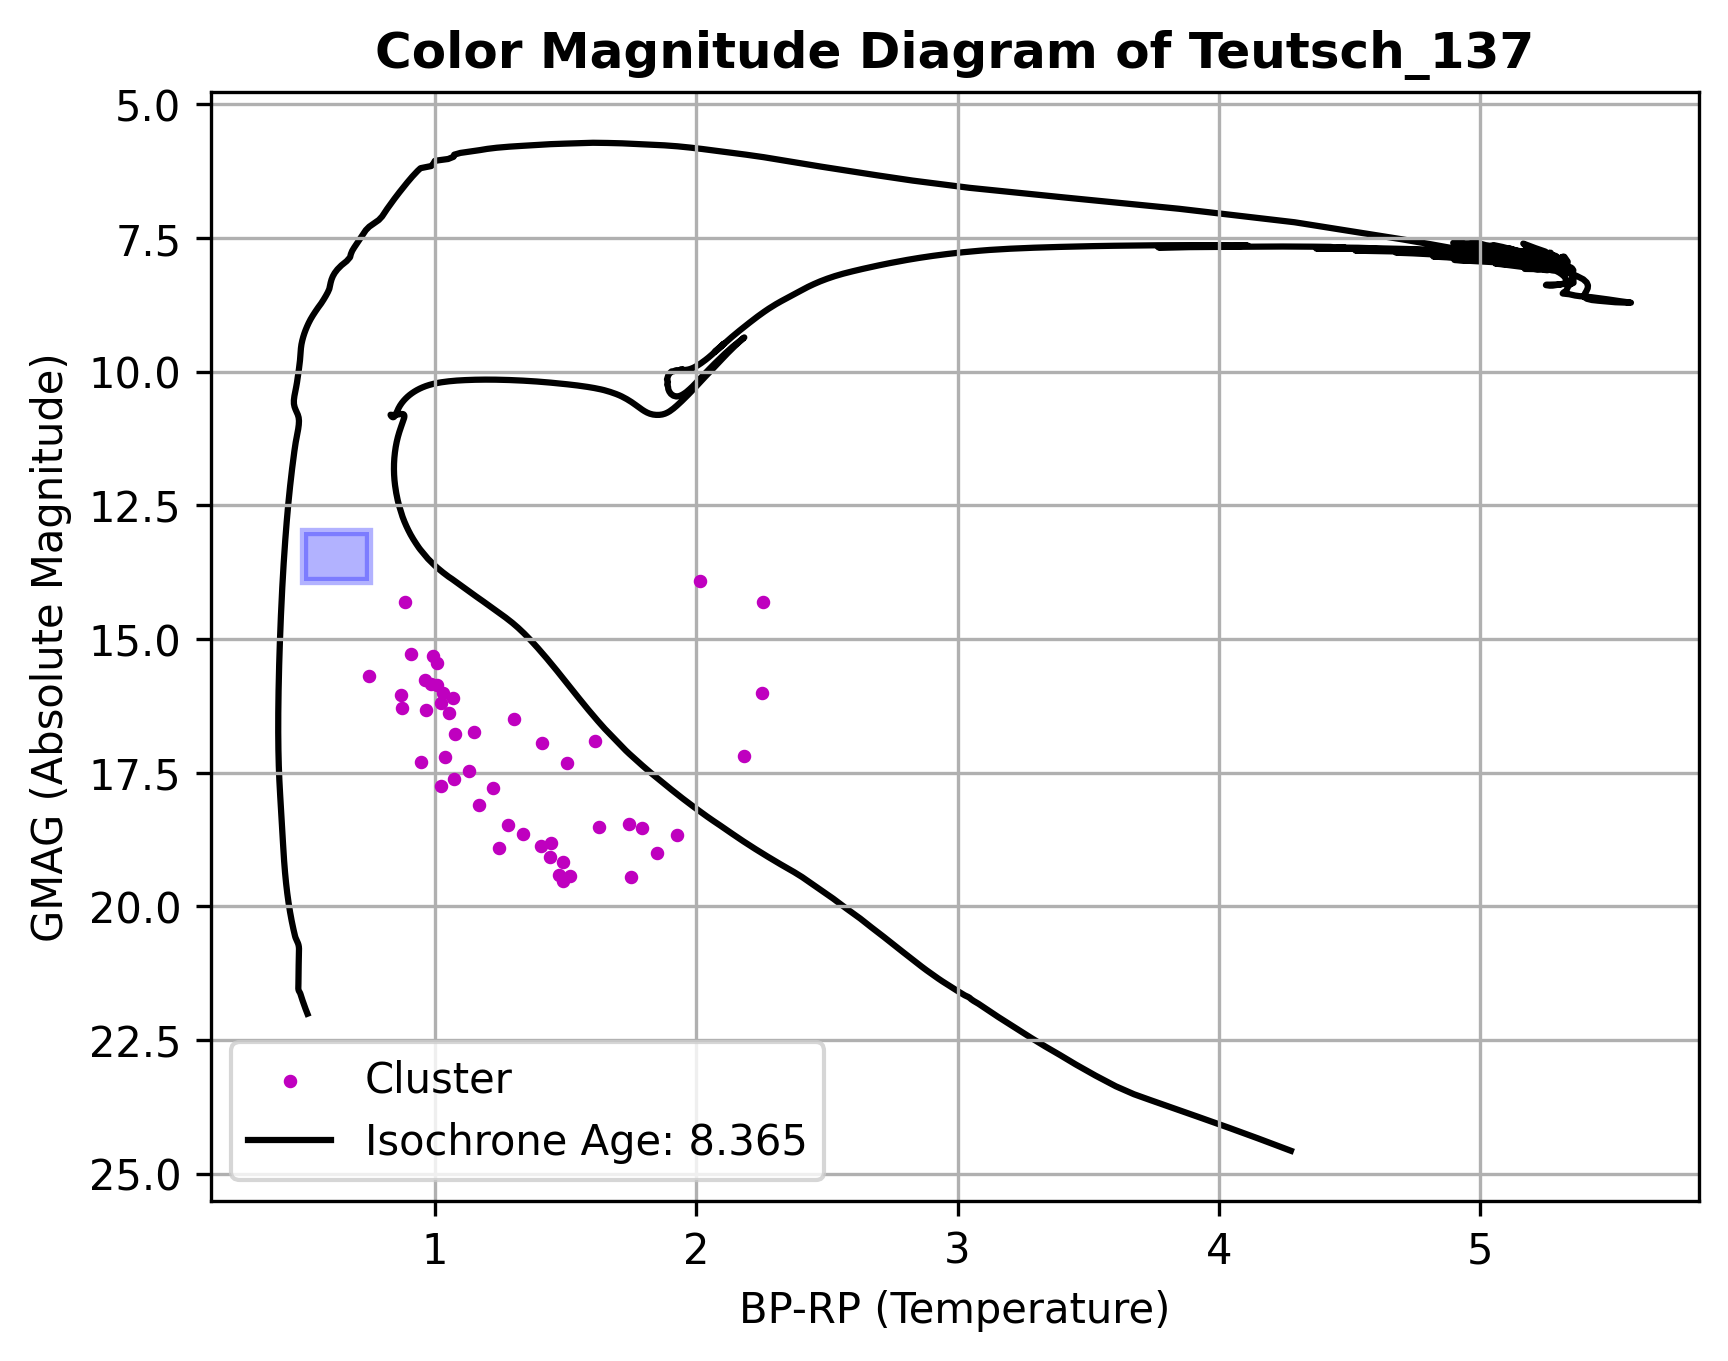 Color Magnitude Diagram of Teutsch_137
GMAG (Absolute Magnitude)
5.0
7.5
10.0
12.5
15.0
17.5
20.0
22.5
25.0
Cluster
Isochrone Age: 8.365
1 2 3 4 5
BP-RP (Temperature)